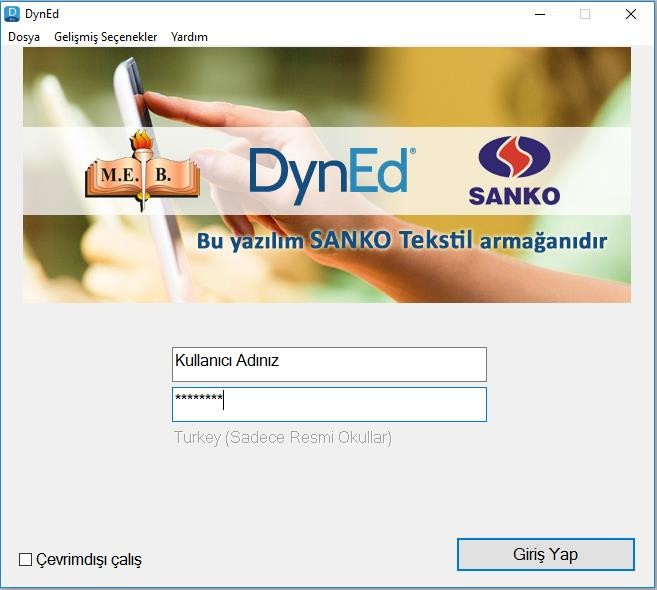 DynEd
Dosya Gelişmiş Seçenekler Yardım
M.E. B. DynEd® SANKO
Bu yazılım SANKO Tekstil armağanıdır
Kullanıcı Adınız
********
Turkey (Sadece Resmi Okullar)
Çevrimdışı çalış
Giriş Yap